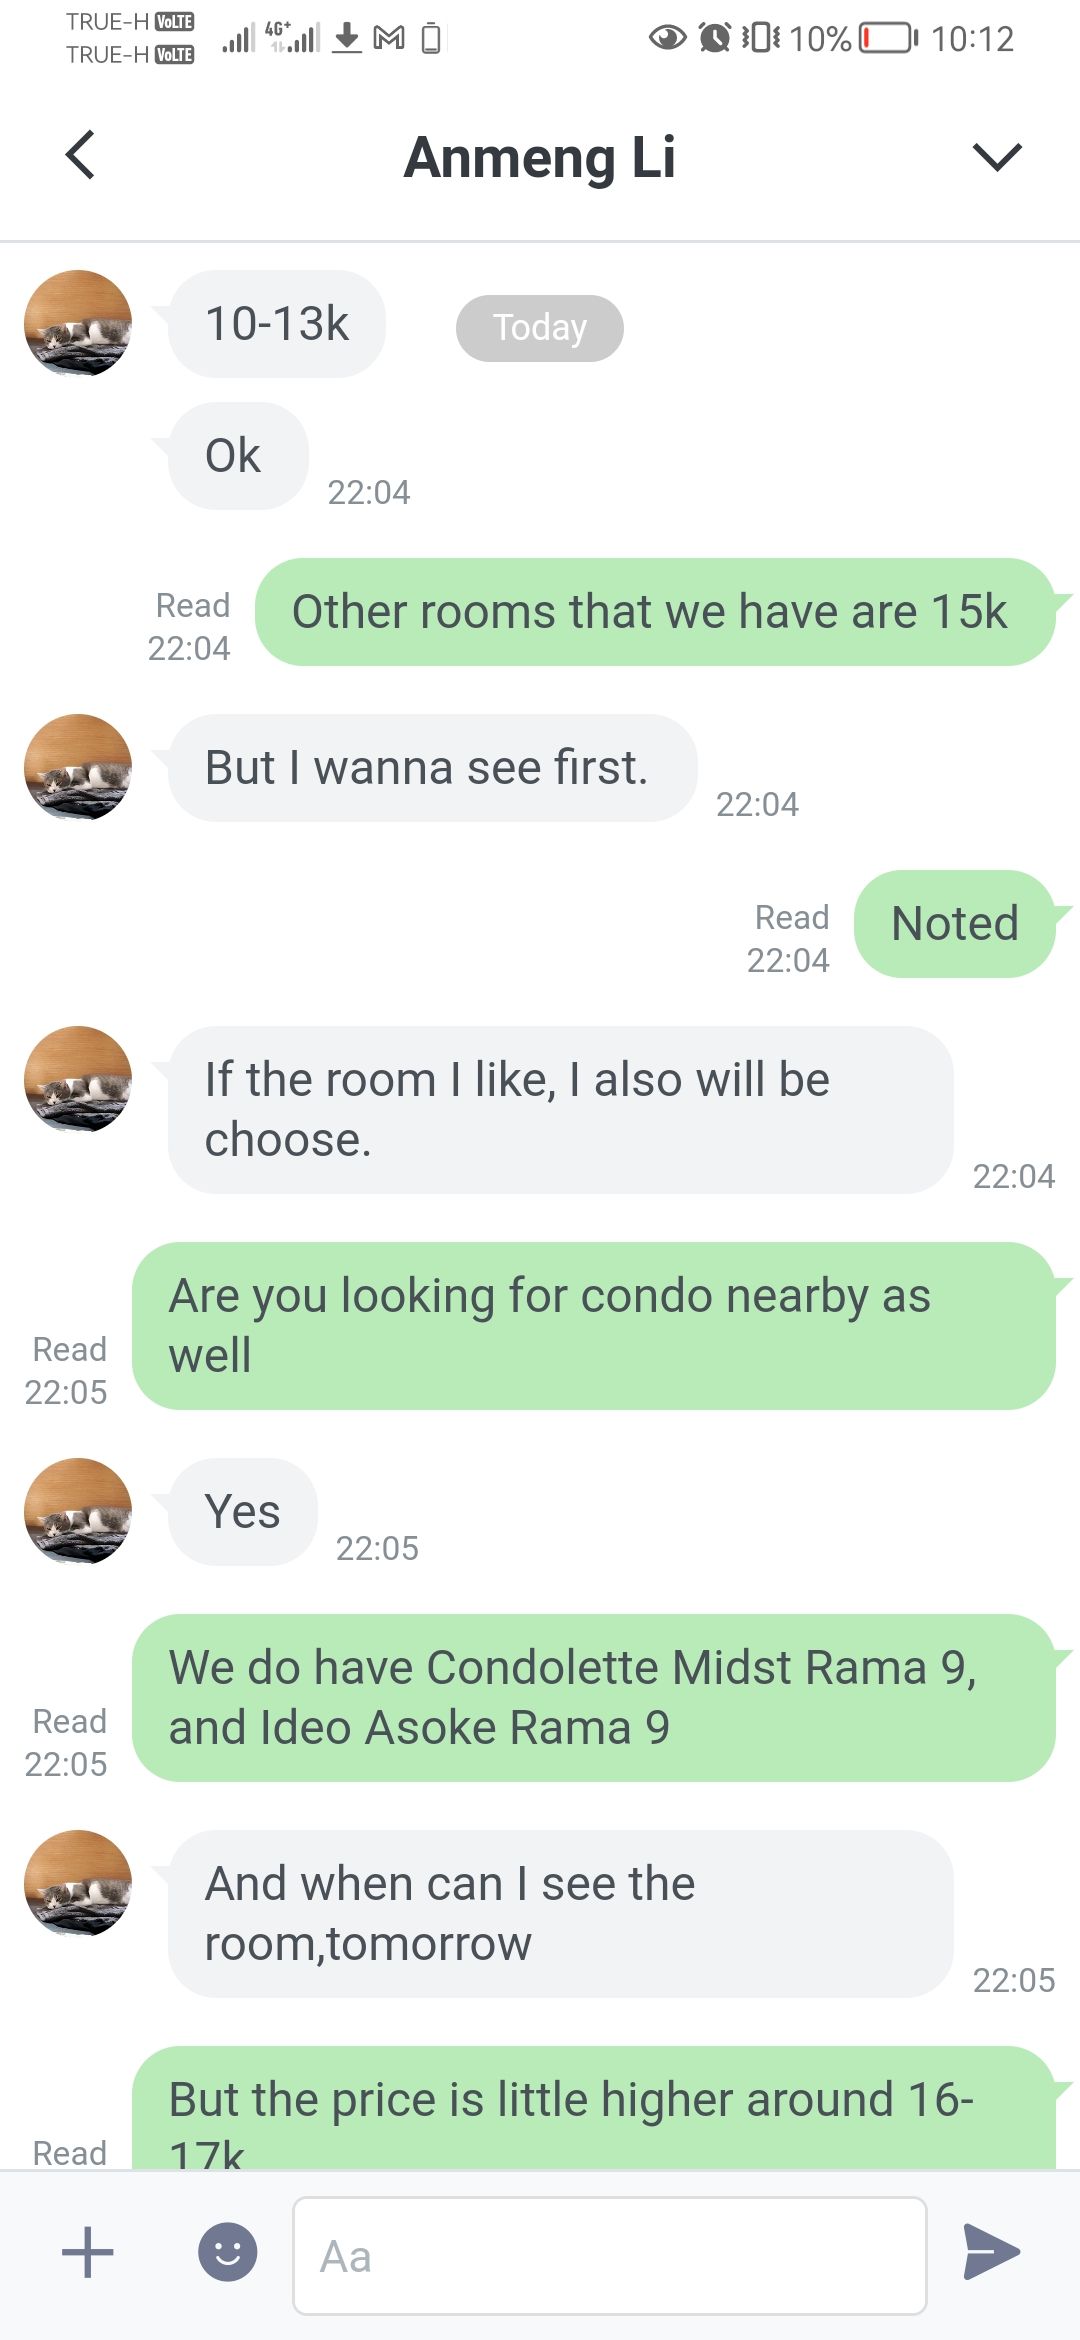 TRUE-H VoLTE
TRUE-H VoLTE
4G+
10%
10:12
Anmeng Li
10-13k
Today
Ok
22:04
Other rooms that we have are 15k
Read
22:04
But I wanna see first.
22:04
Noted
Read
22:04
If the room I like, I also will be
choose.
22:04
Are you looking for condo nearby as
well
Read
22:05
Yes
22:05
We do have Condolette Midst Rama 9,
and Ideo Asoke Rama 9
Read
22:05
And when can I see the
room,tomorrow
22:05
But the price is little higher around 16-
17k
Read
Aa